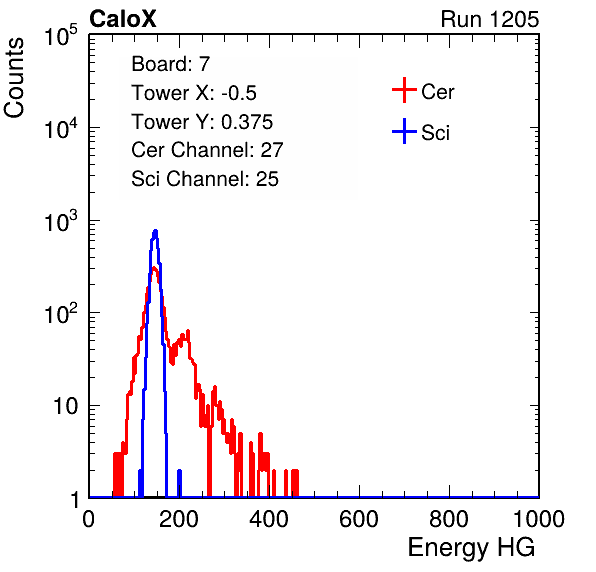 CaloX Run 1205
Counts
Board: 7
Tower X: -0.5
Tower Y: 0.375
Cer Channel: 27
Sci Channel: 25
Cer
Sci
10^5
10^4
10^3
10^2
10
1
0 200 400 600 800 1000
Energy HG